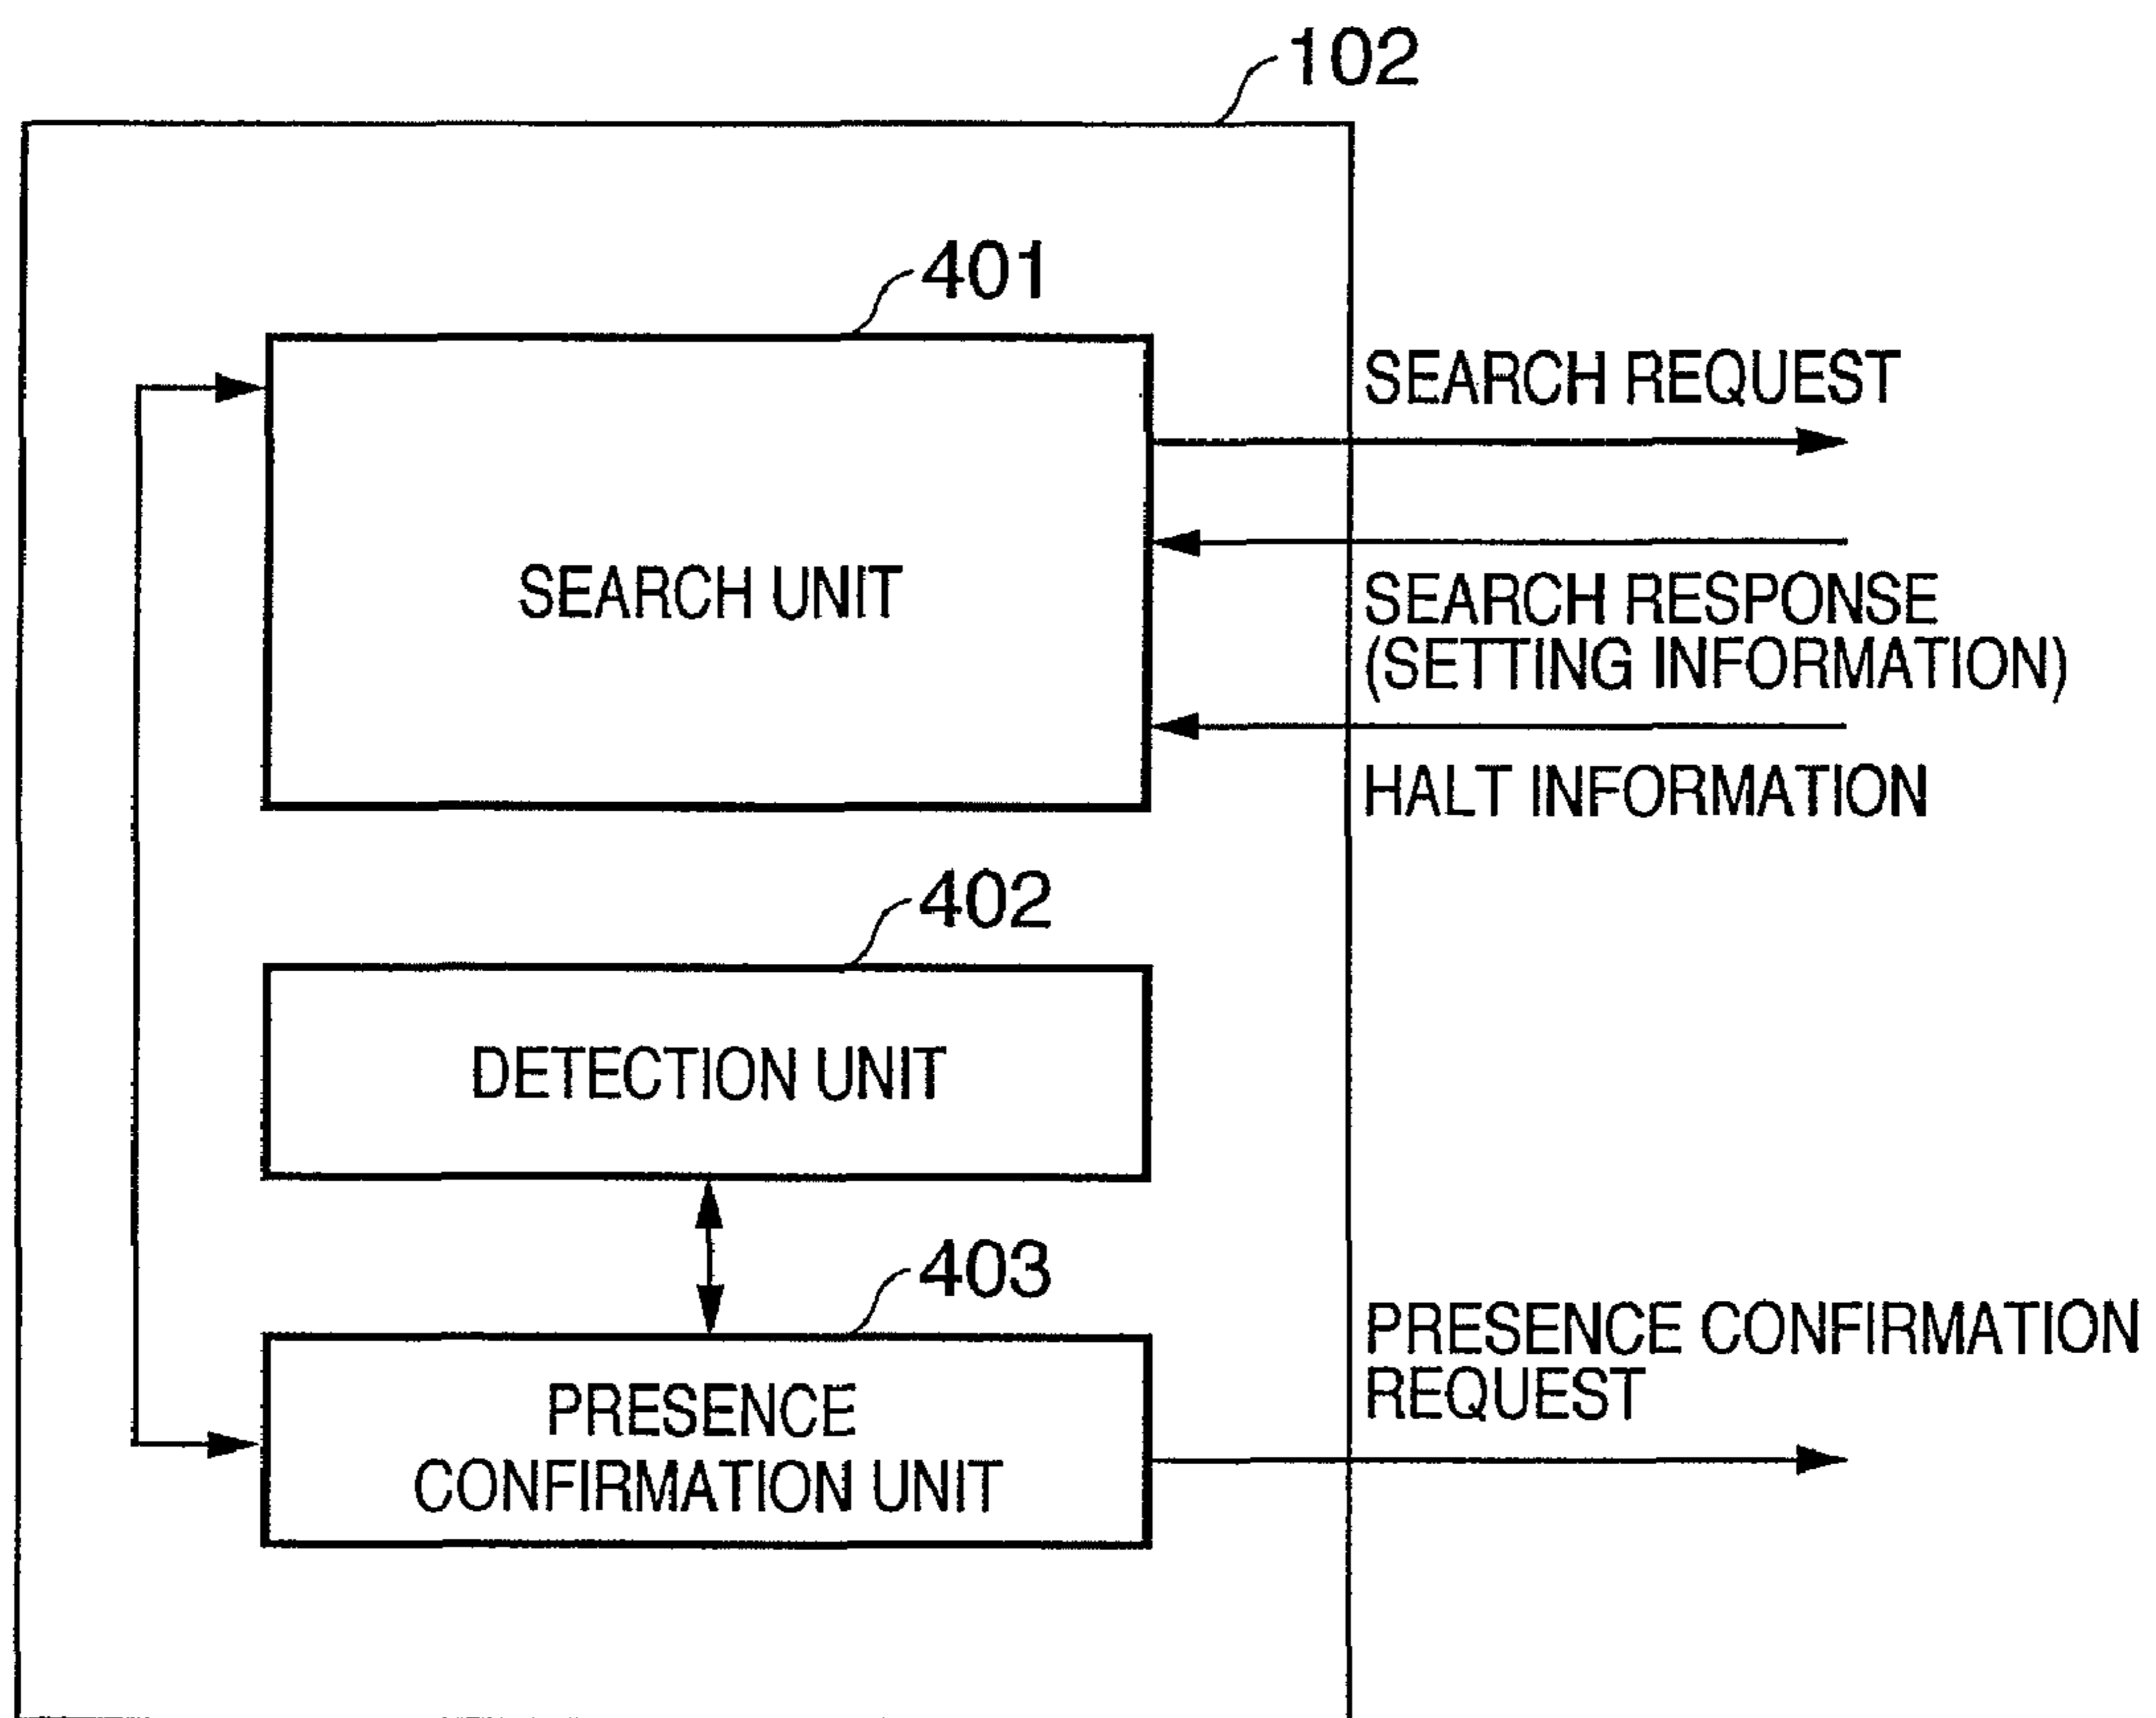 102
401
SEARCH REQUEST
SEARCH UNIT
SEARCH RESPONSE
(SETTING INFORMATION)
HALT INFORMATION
402
DETECTION UNIT
403
PRESENCE CONFIRMATION
REQUEST
PRESENCE
CONFIRMATION UNIT